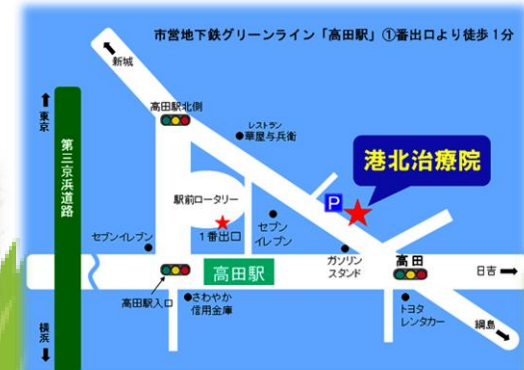 市営地下鉄グリーンライン「高田駅」①番出口より徒歩1分
新城
高田駅北側
東京
第三京浜道路
横浜
レストラン
華屋与兵衛
港北治療院
P
駅前ロータリー
1番出口
セブン
イレブン
セブンイレブン
ガソリン
スタンド
高田
日吉
高田駅
高田駅入口
さわやか
信用金庫
トヨタ
レンタカー
綱島